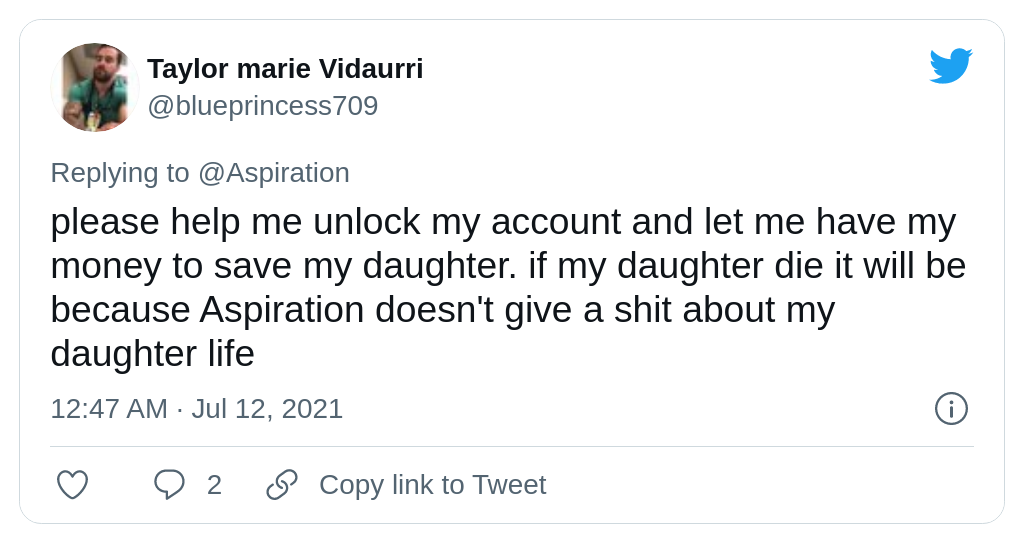 Taylor marie Vidaurri
@blueprincess709
Replying to @Aspiration
please help me unlock my account and let me have my
money to save my daughter. if my daughter die it will be
because Aspiration doesn't give a shit about my
daughter life
12:47 AM · Jul 12, 2021
2
Copy link to Tweet